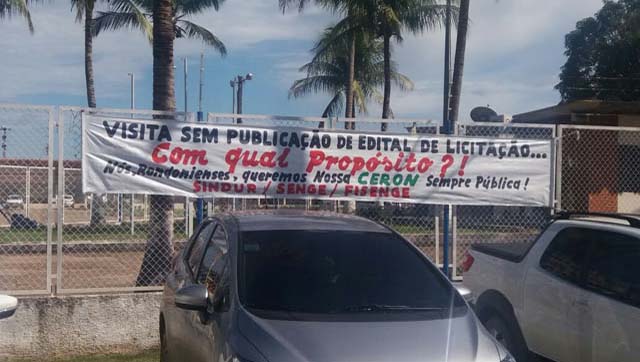 VISITA SEM PUBLICAÇÃO DE EDITAL DE LICITAÇÃO...
Com qual Propósito?!
Nós, Rondonienses, queremos Nossa CERON Sempre Pública!
SINDUR / SENGE / FISENGE